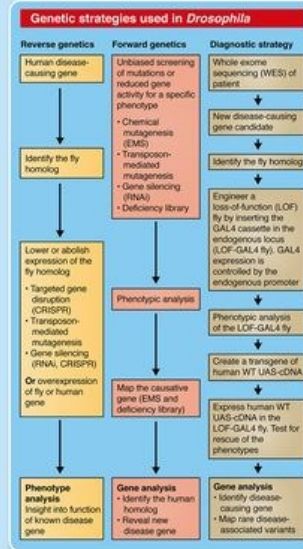 Genetic strategies used in Drosophila
Reverse genetics
Human disease-
causing gene
Identify the fly
homolog
Lower or abolish
expression of the
fly homolog
• Targeted gene
disruption
(CRISPR)
• Transposon-
mediated
mutagenesis
• Gene silencing
(RNAi, CRISPR)
Or overexpression
of fly or human
gene
Phenotype
analysis
Insight into function
of known disease
gene
Forward genetics
Unbiased screening
of mutations or
reduced gene
activity for a specific
phenotype
• Chemical
mutagenesis
(EMS)
• Transposon-
mediated
mutagenesis
• Gene silencing
(RNAi)
• Deficiency library
Phenotypic analysis
Map the causative
gene (EMS and
deficiency library)
Gene analysis
• Identify the human
homolog
• Reveal new
disease gene
Diagnostic strategy
Whole exome
sequencing (WES) of
patient
New disease-causing
gene candidate
Identify the fly homolog
Engineer a
loss-of-function (LOF)
fly by inserting the
GAL4 cassette in the
endogenous locus
(LOF-GAL4 fly). GAL4
expression is
controlled by the
endogenous promoter
Phenotypic analysis
of the LOF-GAL4 fly
Create a transgene of
human WT UAS-cDNA
Express human WT
UAS-cDNA in the
LOF-GAL4 fly. Test for
rescue of the
phenotypes
Gene analysis
• Identify disease-
causing gene
• Map rare disease-
associated variants